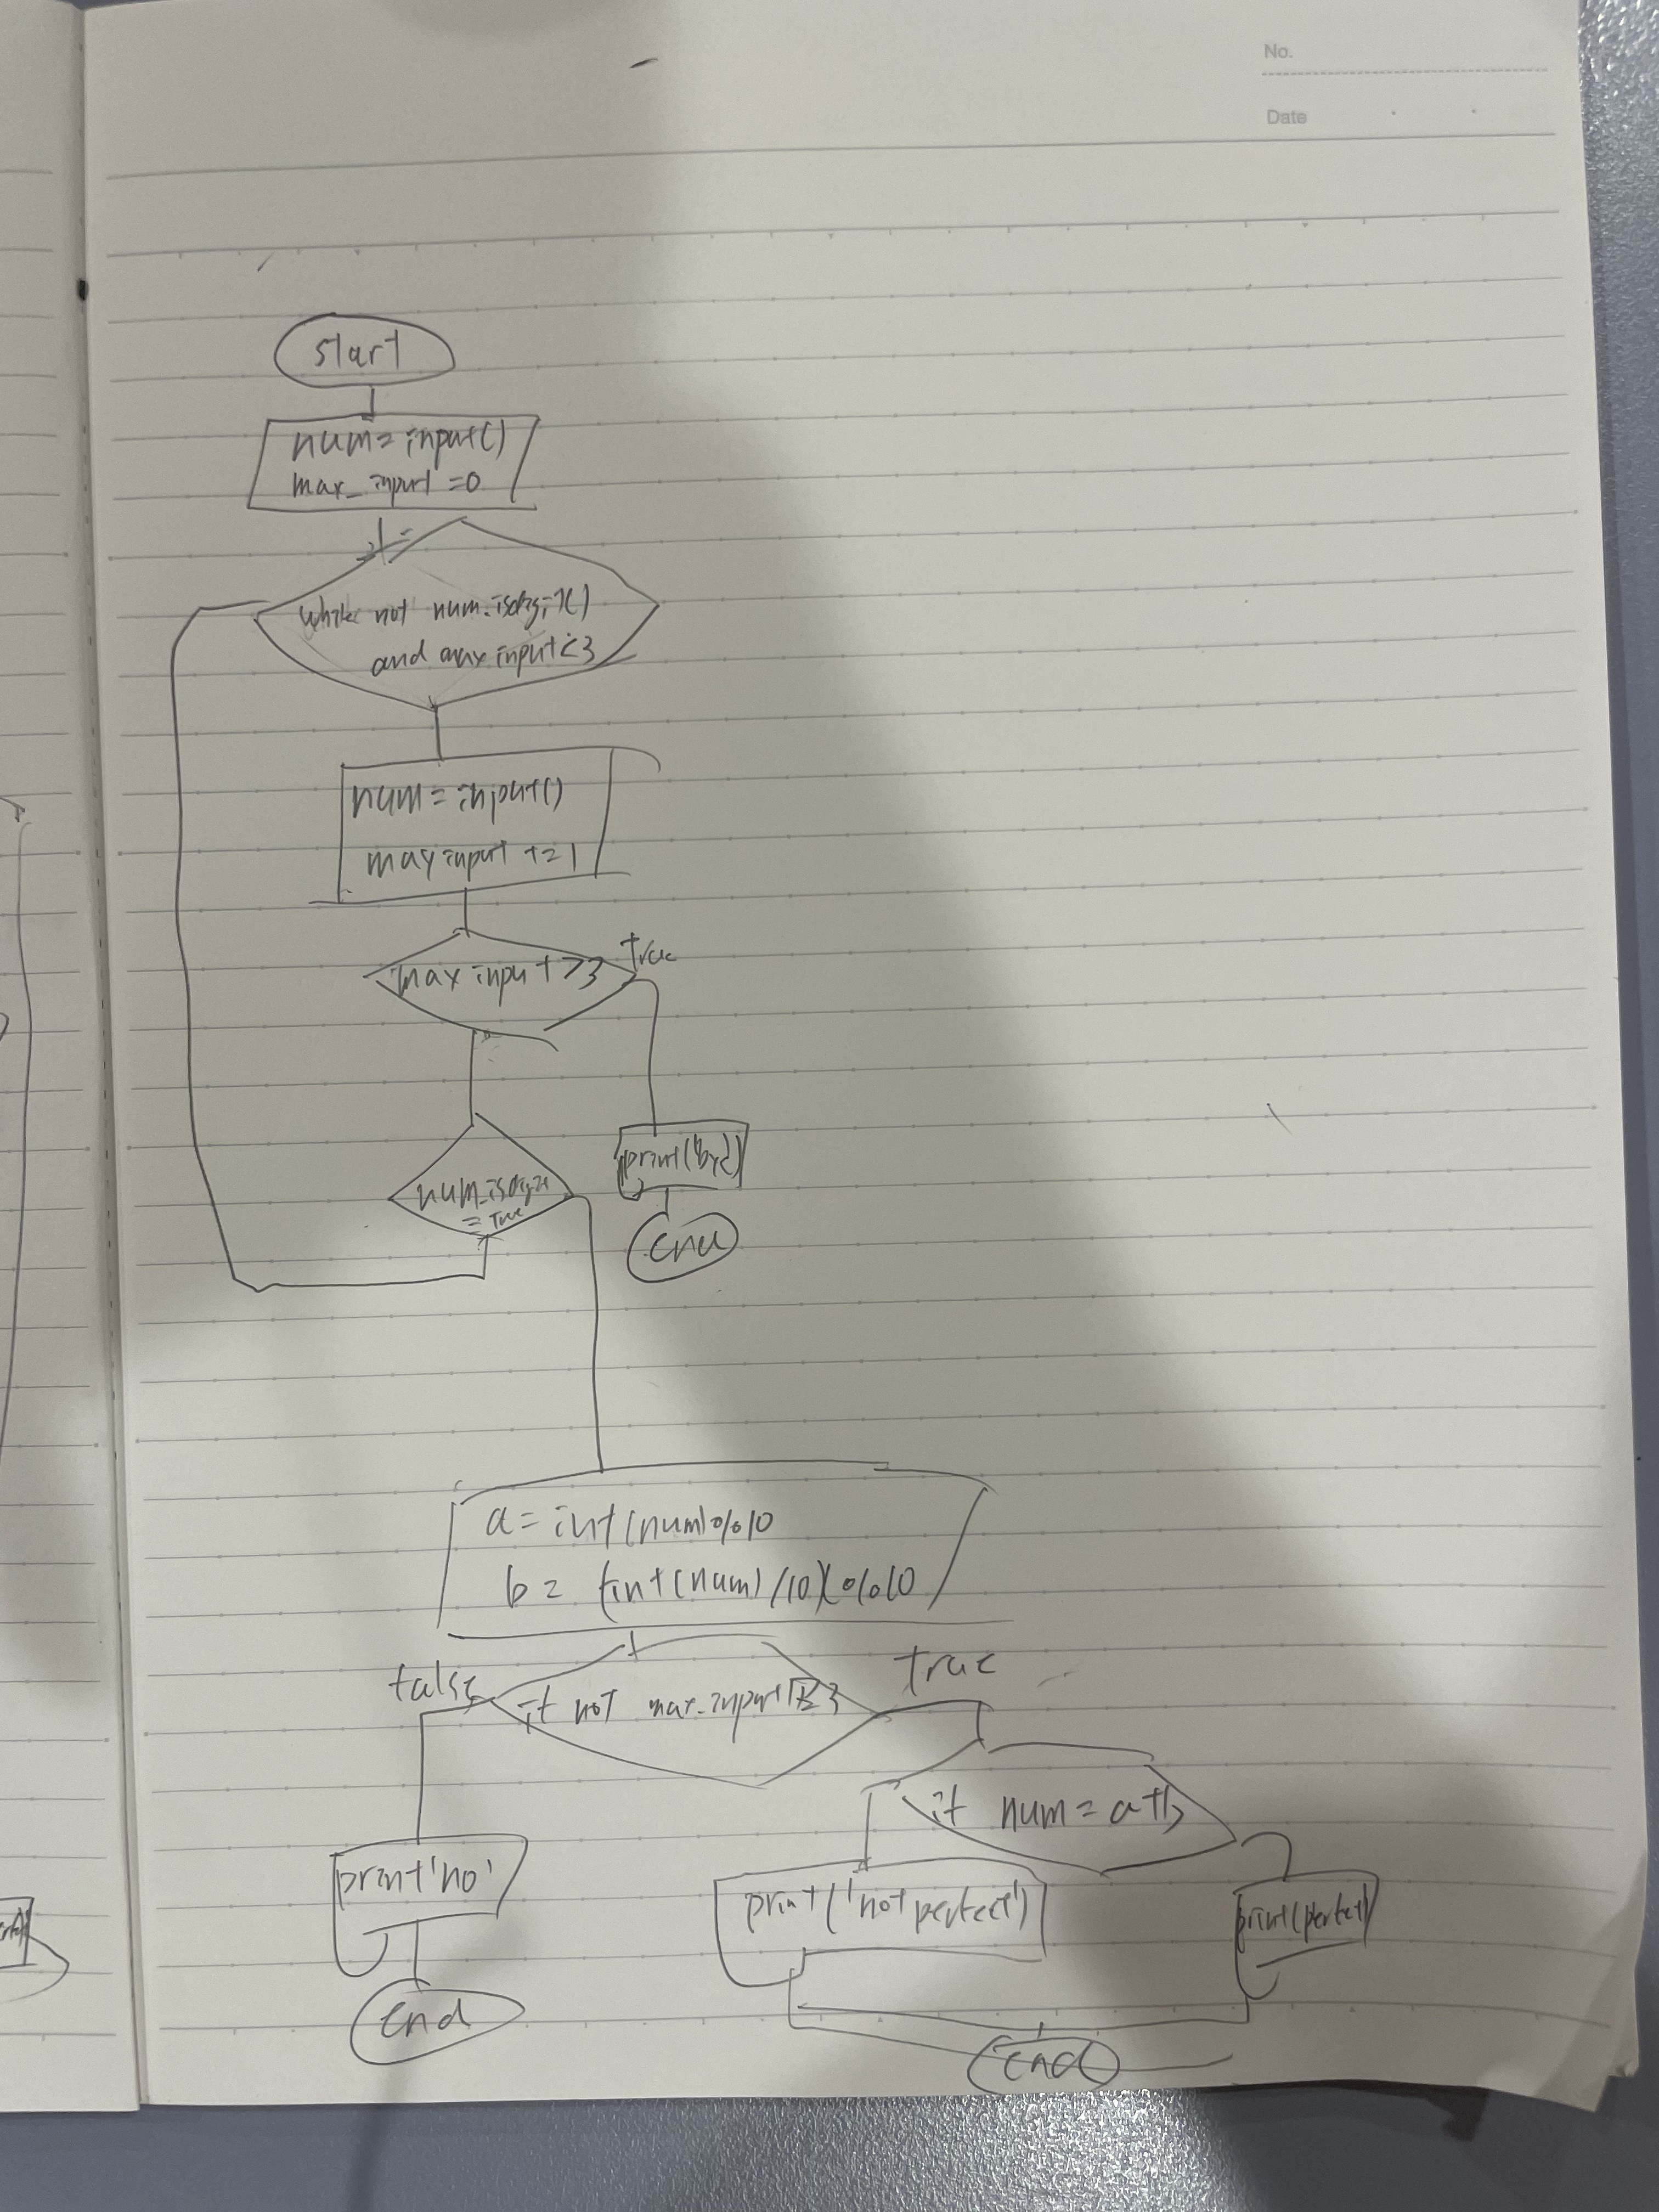 No.
Date
start
num=input()
max_input =0
while not num.isdigit()
and max input<3
num=input()
max input +=1
max input >3
true
num.isdigit
= True
print(bye)
end
a=int(num)%10
b= (int(num)/10)%10
false
true
if not max.input
3
if num=a+b
print'no'
print('not perfect')
print(perfect)
end
end